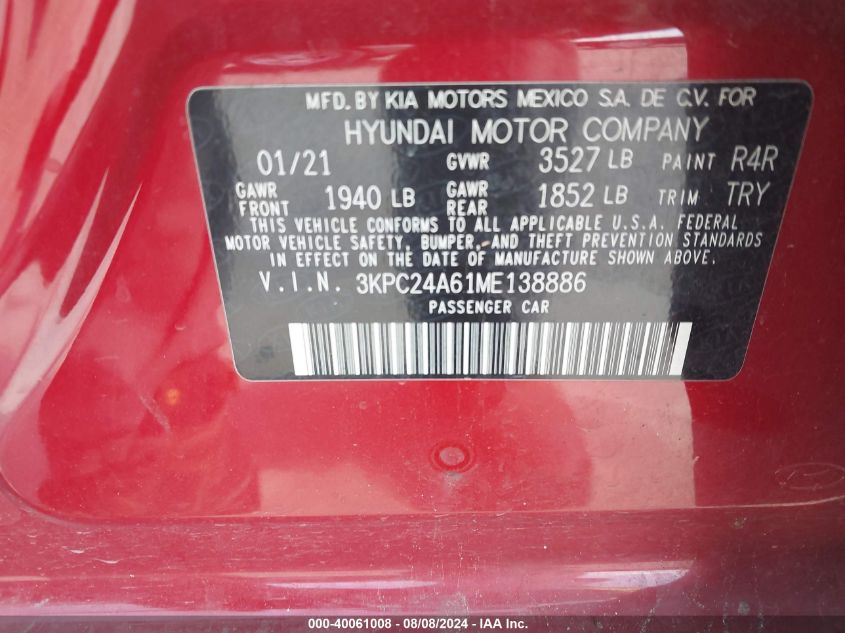 MFD. BY KIA MOTORS MEXICO S.A. DE C.V. FOR
HYUNDAI MOTOR COMPANY
01/21 GVWR 3527 LB PAINT R4R
GAWR FRONT 1940 LB GAWR REAR 1852 LB TRIM TRY
THIS VEHICLE CONFORMS TO ALL APPLICABLE U.S.A. FEDERAL
MOTOR VEHICLE SAFETY, BUMPER, AND THEFT PREVENTION STANDARDS
IN EFFECT ON THE DATE OF MANUFACTURE SHOWN ABOVE.
V.I.N. 3KPC24A61ME138886
PASSENGER CAR
000-40061008 - 08/08/2024 - IAA Inc.